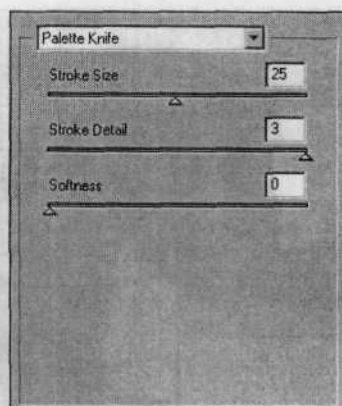 Palette Knife
Stroke Size 25
Stroke Detail 3
Softness 0